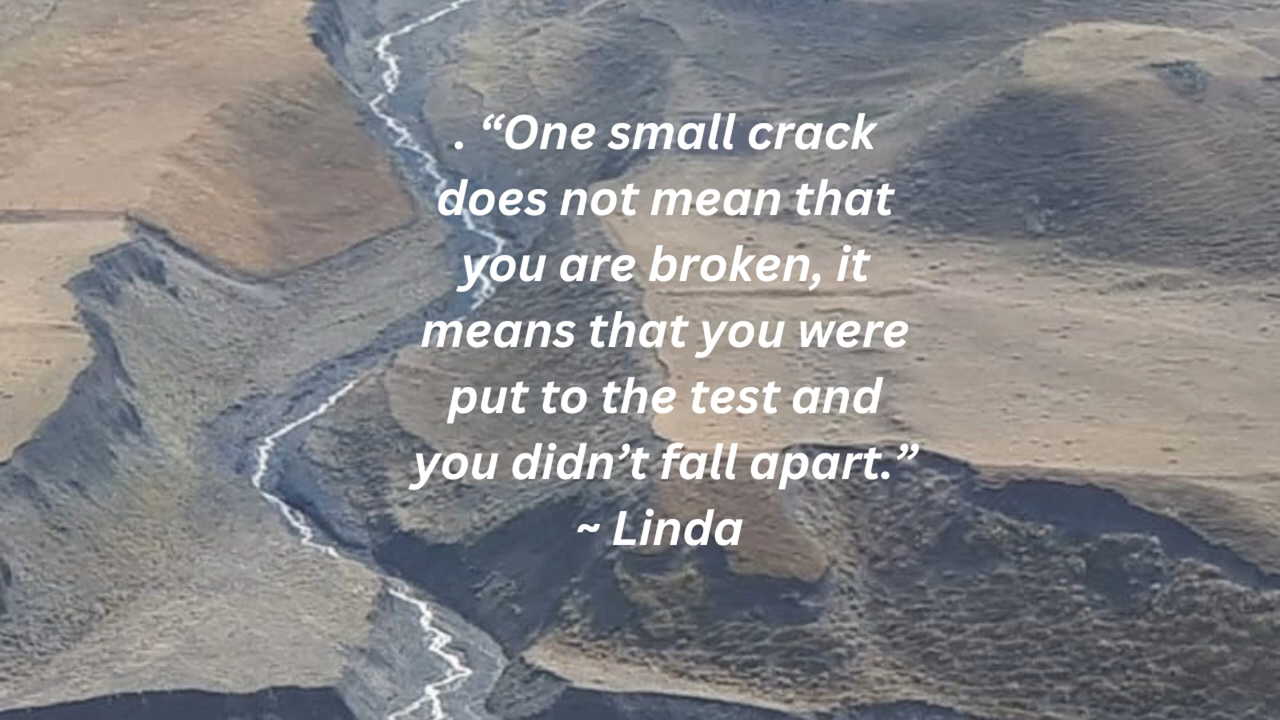 . “One small crack
does not mean that
you are broken, it
means that you were
put to the test and
you didn’t fall apart.”
~ Linda